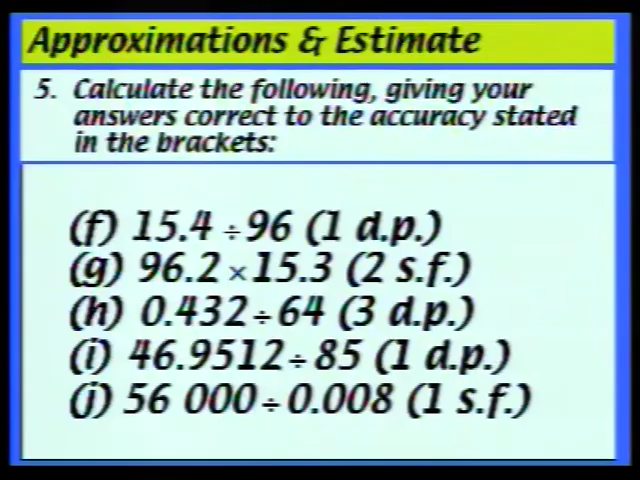 Approximations & Estimate
5. Calculate the following, giving your
answers correct to the accuracy stated
in the brackets:
(f) 15.4 ÷ 96 (1 d.p.)
(g) 96.2 × 15.3 (2 s.f.)
(h) 0.432 ÷ 64 (3 d.p.)
(i) 46.9512 ÷ 85 (1 d.p.)
(j) 56 000 ÷ 0.008 (1 s.f.)